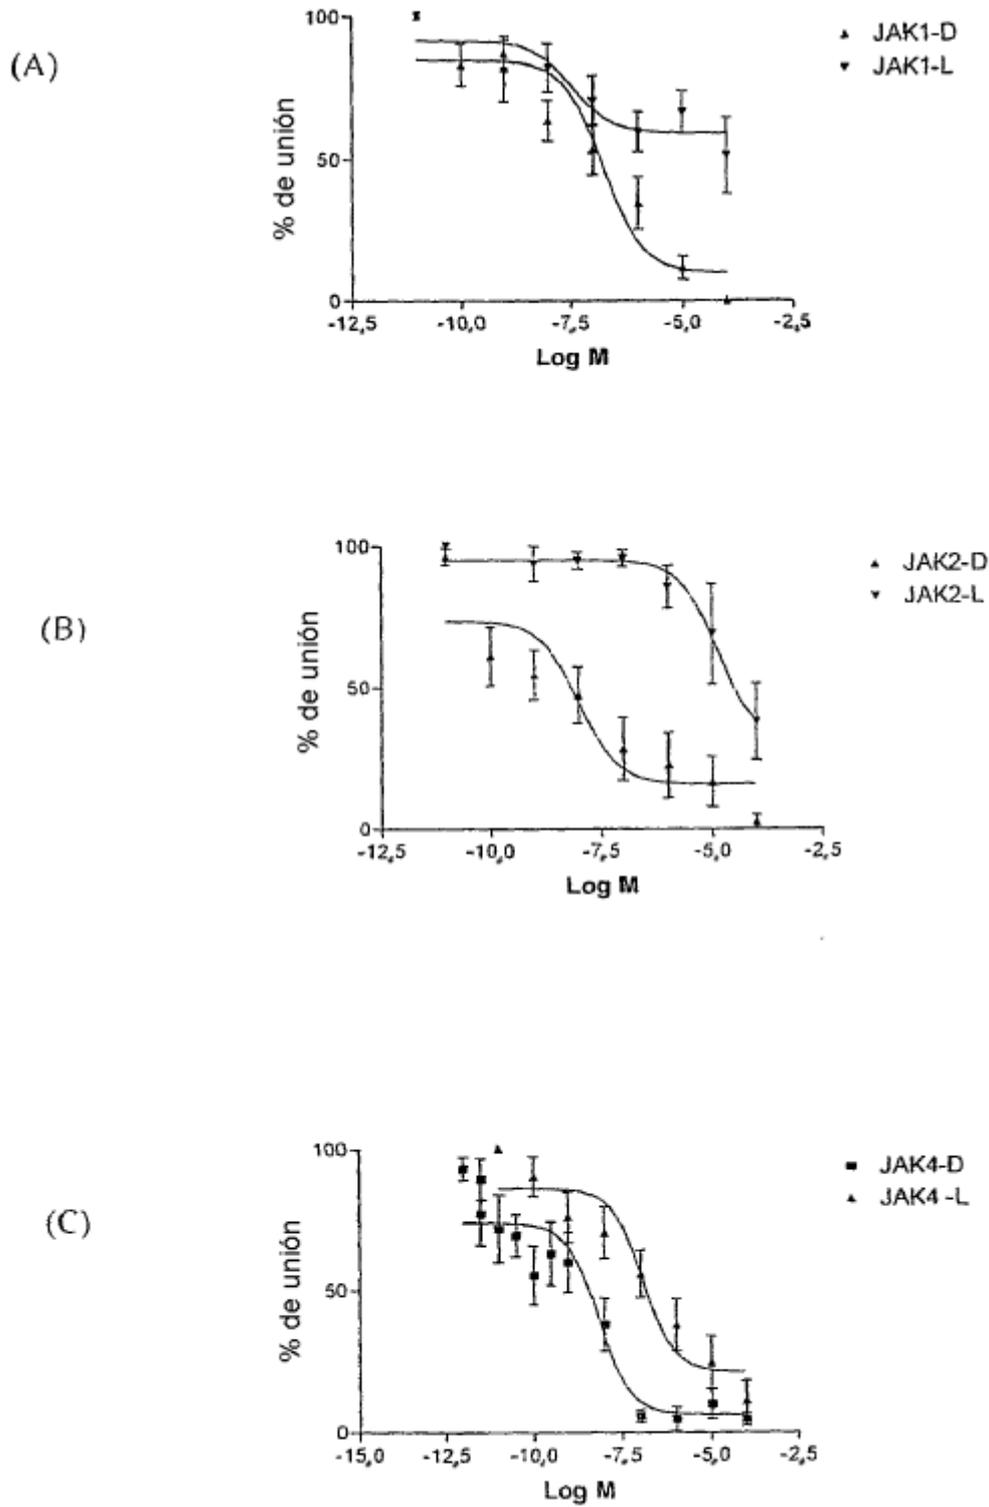 (A)
JAK1-D
JAK1-L
% de unión
100
50
0
-12,5 -10,0 -7,5 -5,0 -2,5
Log M
(B)
JAK2-D
JAK2-L
% de unión
100
50
0
-12,5 -10,0 -7,5 -5,0 -2,5
Log M
(C)
JAK4-D
JAK4 -L
% de unión
100
50
0
-15,0 -12,5 -10,0 -7,5 -5,0 -2,5
Log M